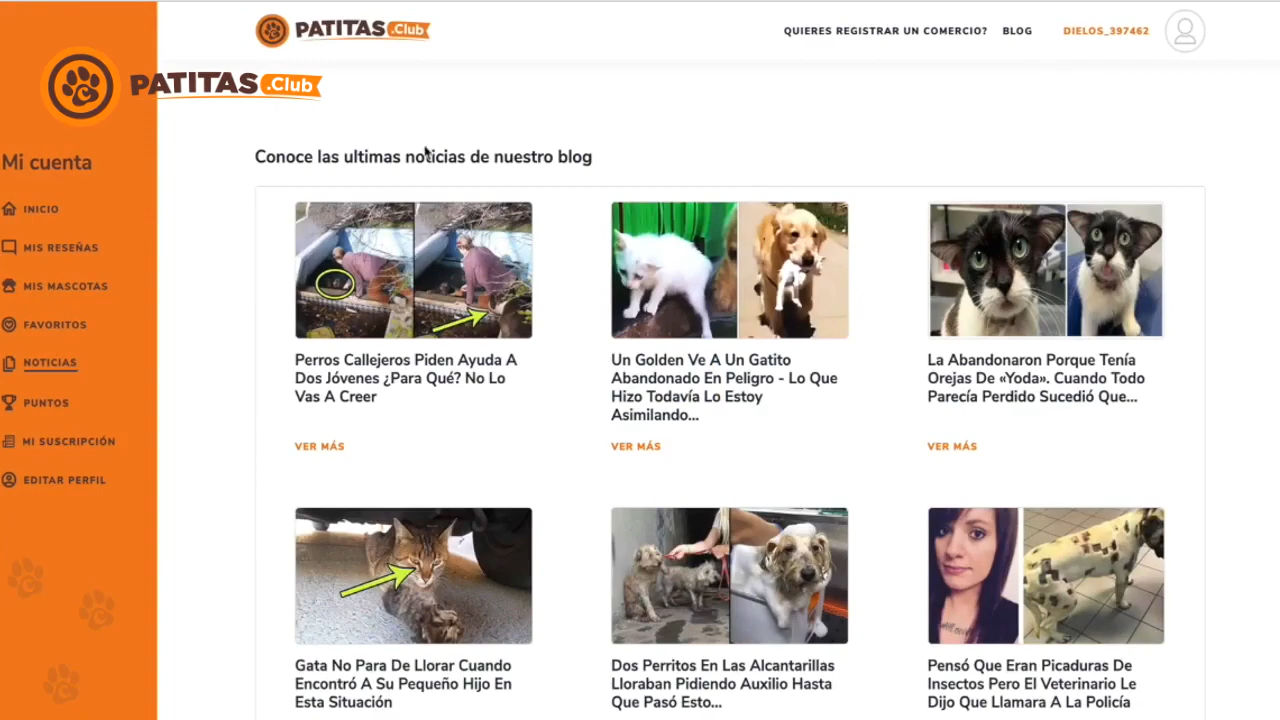 PATITAS.Club
QUIERES REGISTRAR UN COMERCIO?
BLOG
DIELOS_397462
PATITAS.Club
Mi cuenta
INICIO
MIS RESEÑAS
MIS MASCOTAS
FAVORITOS
NOTICIAS
PUNTOS
MI SUSCRIPCIÓN
EDITAR PERFIL
Conoce las ultimas noticias de nuestro blog
Perros Callejeros Piden Ayuda A
Dos Jóvenes ¿Para Qué? No Lo
Vas A Creer
VER MÁS
Un Golden Ve A Un Gatito
Abandonado En Peligro - Lo Que
Hizo Todavía Lo Estoy
Asimilando...
VER MÁS
La Abandonaron Porque Tenía
Orejas De «Yoda». Cuando Todo
Parecía Perdido Sucedió Que...
VER MÁS
Gata No Para De Llorar Cuando
Encontró A Su Pequeño Hijo En
Esta Situación
Dos Perritos En Las Alcantarillas
Lloraban Pidiendo Auxilio Hasta
Que Pasó Esto...
Pensó Que Eran Picaduras De
Insectos Pero El Veterinario Le
Dijo Que Llamara A La Policía